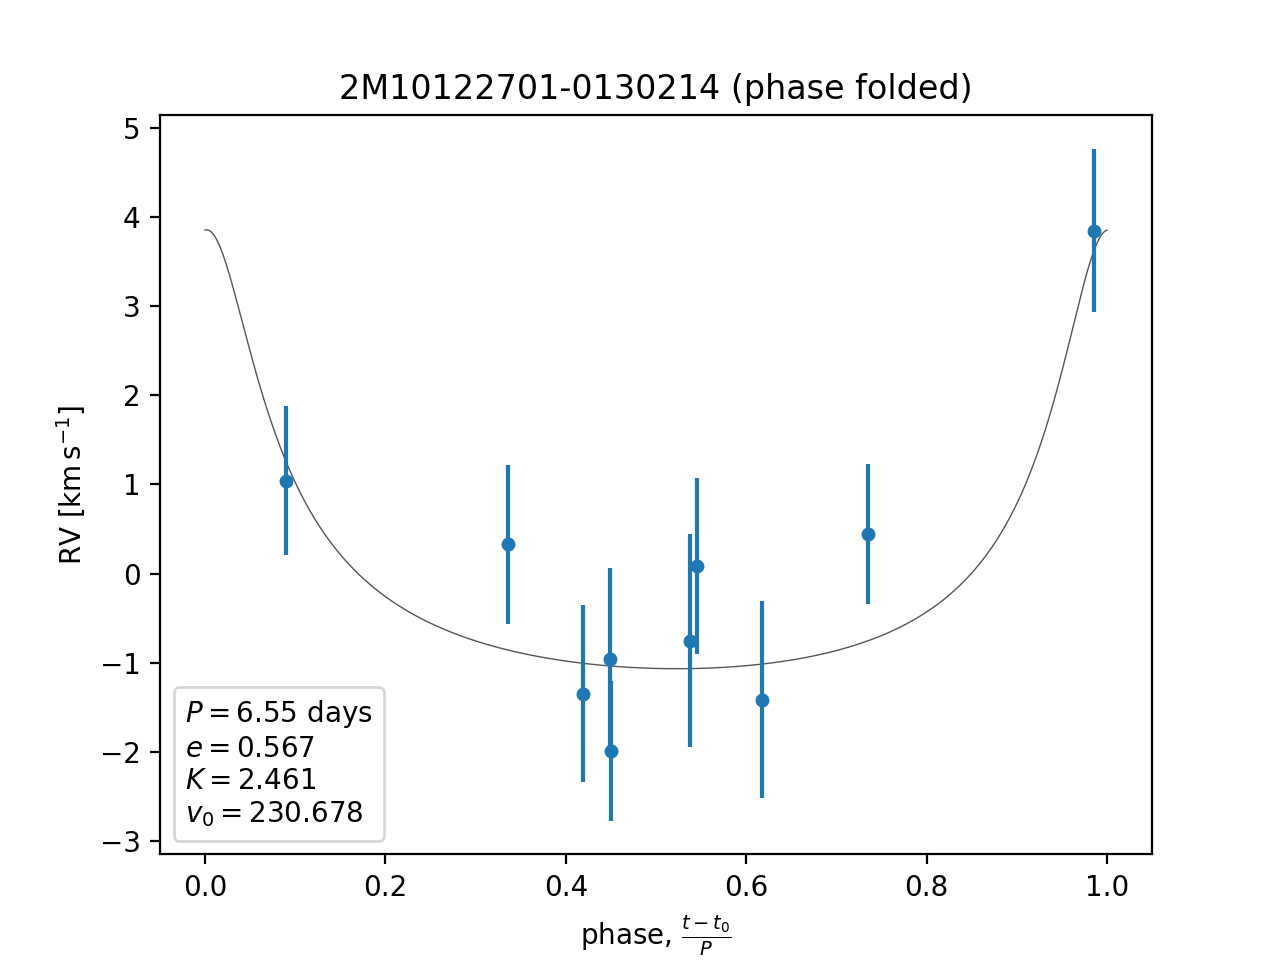 2M10122701-0130214 (phase folded)
RV [km s⁻¹]
5
4
3
2
1
0
−1
−2
−3
P = 6.55 days
e = 0.567
K = 2.461
v₀ = 230.678
0.0 0.2 0.4 0.6 0.8 1.0
phase, (t − t₀)/P